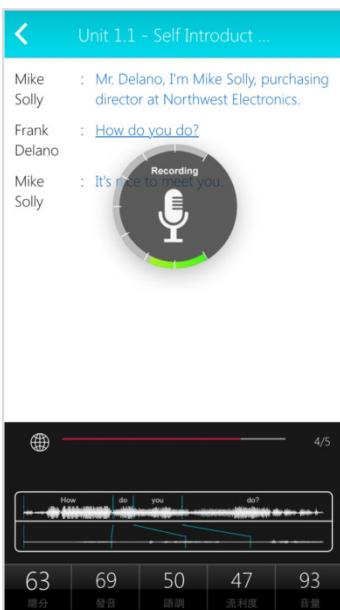 Unit 1.1 - Self Introduct ...
Mike Solly : Mr. Delano, I'm Mike Solly, purchasing
director at Northwest Electronics.
Frank Delano : How do you do?
Mike Solly : It's nice to meet you.
Recording
4/5
How do you do?
63 69 50 47 93
總分 發音 語調 流利度 音量